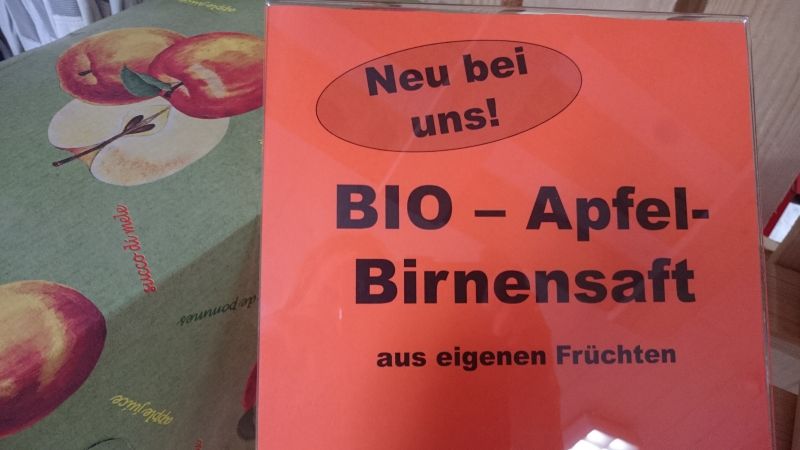 Neu bei
uns!
BIO – Apfel-
Birnensaft
aus eigenen Früchten
succo di mele
de pommes
apple juice
apple juice